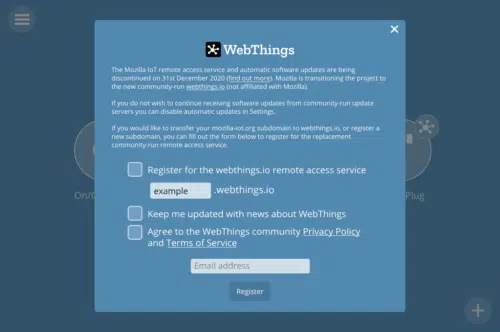 WebThings
The Mozilla IoT remote access service and automatic software updates are being
discontinued on 31st December 2020 (find out more). Mozilla is transitioning the project to
the new community-run webthings.io (not affiliated with Mozilla).
If you do not wish to continue receiving software updates from community-run update
servers you can disable automatic updates in Settings.
If you would like to transfer your mozilla-iot.org subdomain to webthings.io, or register a
new subdomain, you can fill out the form below to register for the replacement
community-run remote access service.
Register for the webthings.io remote access service
example .webthings.io
Keep me updated with news about WebThings
Agree to the WebThings community Privacy Policy
and Terms of Service
Email address
Register
On/O
Plug